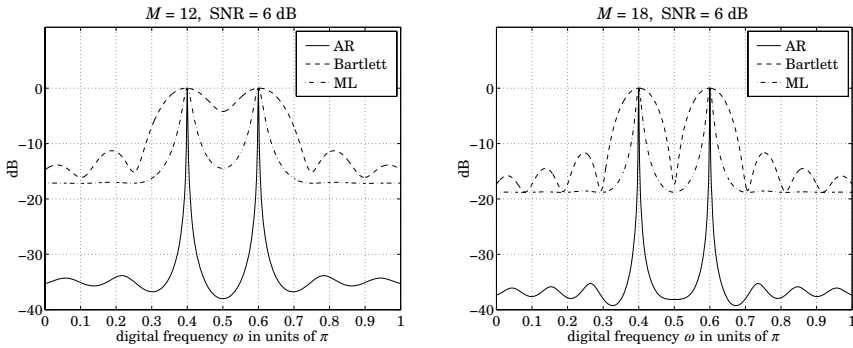 M = 12, SNR = 6 dB
AR
Bartlett
ML
0
−10
−20
−30
−40
dB
0 0.1 0.2 0.3 0.4 0.5 0.6 0.7 0.8 0.9 1
digital frequency ω in units of π
M = 18, SNR = 6 dB
AR
Bartlett
ML
0
−10
−20
−30
−40
dB
0 0.1 0.2 0.3 0.4 0.5 0.6 0.7 0.8 0.9 1
digital frequency ω in units of π